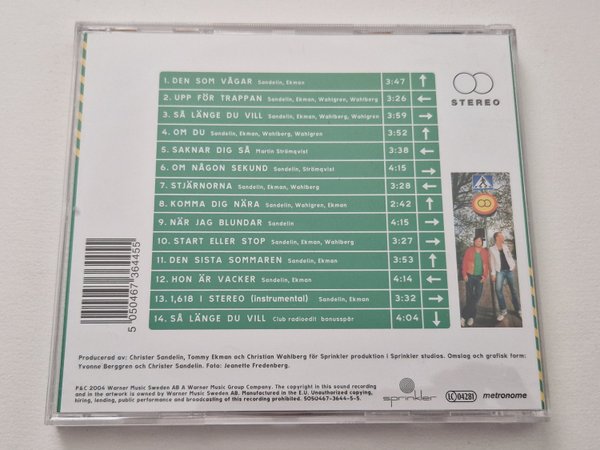 1. DEN SOM VÅGAR Sandelin, Ekman 3:47 ↑
2. UPP FÖR TRAPPAN Sandelin, Ekman, Wahlgren, Wahlberg 3:26 ←
3. SÅ LÄNGE DU VILL Sandelin, Ekman, Wahlberg, Wahlgren 3:59 →
4. OM DU Sandelin, Ekman, Wahlberg, Wahlgren 3:52 ↑
5. SAKNAR DIG SÅ Martin Strömqvist 3:38 ←
6. OM NÅGON SEKUND Sandelin, Strömqvist 4:15 →
7. STJÄRNORNA Sandelin, Ekman, Wahlberg 3:28 ←
8. KOMMA DIG NÄRA Sandelin, Wahlgren, Ekman 2:42 ↑
9. NÄR JAG BLUNDAR Sandelin 4:15 →
10. START ELLER STOP Sandelin, Ekman, Wahlberg 3:27 →
11. DEN SISTA SOMMAREN Sandelin, Ekman 3:53 ↑
12. HON ÄR VACKER Sandelin, Ekman 4:14 ←
13. 1,618 I STEREO (instrumental) Sandelin, Ekman 3:32 →
14. SÅ LÄNGE DU VILL Club radioedit bonusspår 4:04 ↓
STEREO
5 050467 364455
Producerad av: Christer Sandelin, Tommy Ekman och Christian Wahlberg för Sprinkler produktion i Sprinkler studios. Omslag och grafisk form:
Yvonne Berggren och Christer Sandelin. Foto: Jeanette Fredenberg.
P&C 2004 Warner Music Sweden AB A Warner Music Group Company. The copyright in this sound recording
and in the artwork is owned by Warner Music Sweden AB. Manufactured in the E.U. Unauthorized copying,
hiring, lending, public performance and broadcasting of this recording prohibited. 5050467-3644-5-5.
sprinkler
LC 04281
metronome